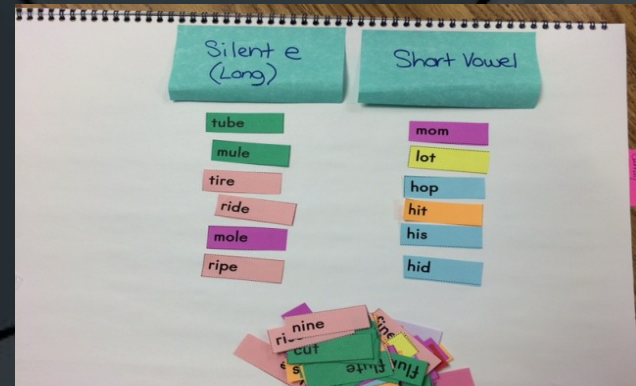 Silent e
(Long)
Short Vowel
tube
mule
tire
ride
mole
ripe
mom
lot
hop
hit
his
hid
nine
cut
flute